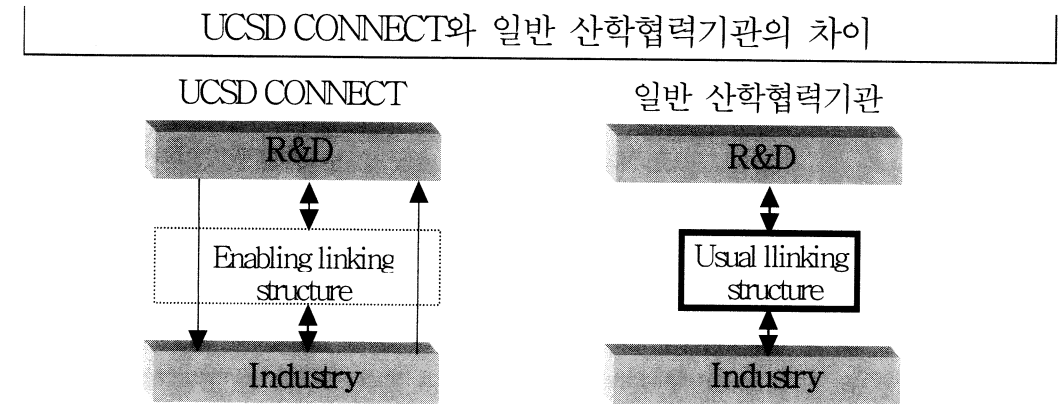 UCSD CONNECT와 일반 산학협력기관의 차이
UCSD CONNECT
R&D
Enabling linking
structure
Industry
일반 산학협력기관
R&D
Usual llinking
structure
Industry